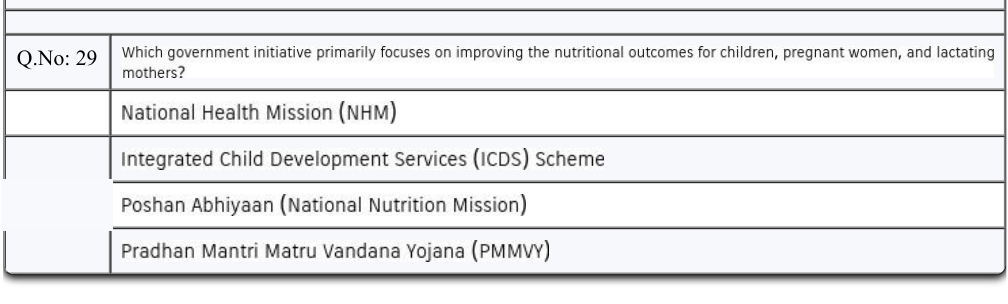 Q.No: 29
Which government initiative primarily focuses on improving the nutritional outcomes for children, pregnant women, and lactating
mothers?
National Health Mission (NHM)
Integrated Child Development Services (ICDS) Scheme
Poshan Abhiyaan (National Nutrition Mission)
Pradhan Mantri Matru Vandana Yojana (PMMVY)